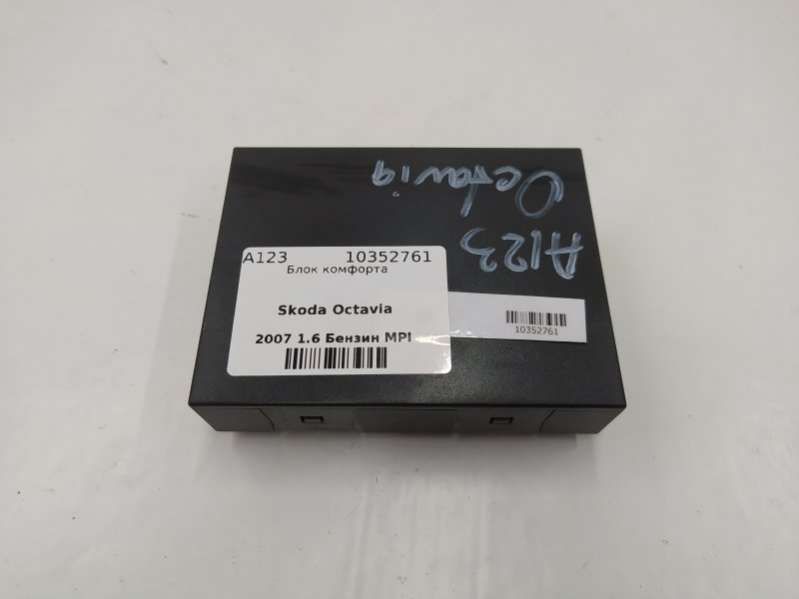 Octavia
A123
A123 10352761
Блок комфорта
Skoda Octavia
2007 1.6 Бензин MPI
10352761